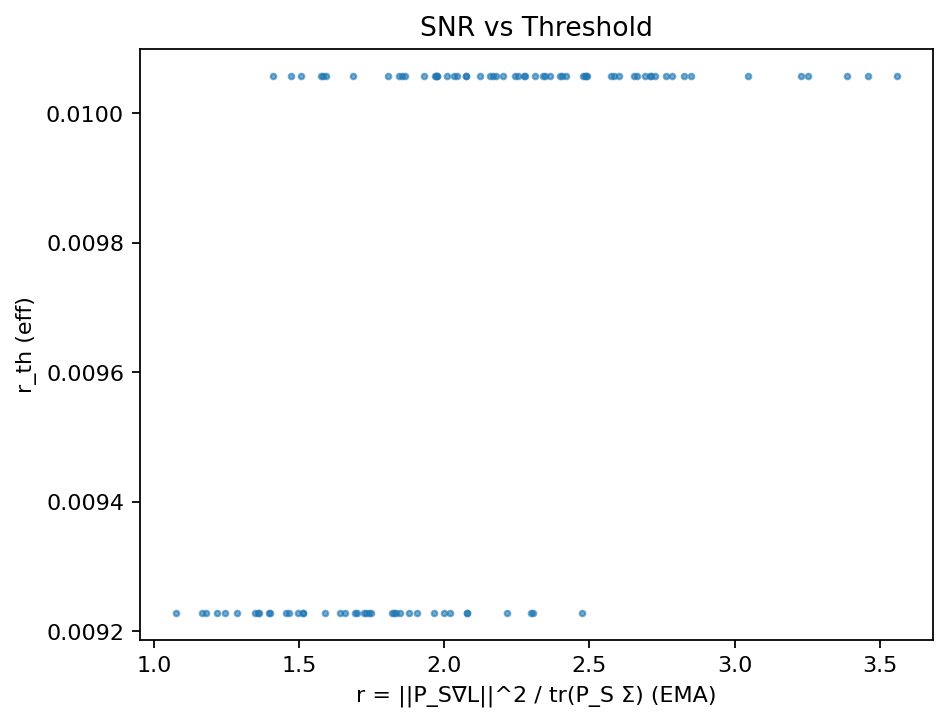 SNR vs Threshold
r_th (eff)
0.0100
0.0098
0.0096
0.0094
0.0092
1.0 1.5 2.0 2.5 3.0 3.5
r = ||P_S∇L||^2 / tr(P_S Σ) (EMA)